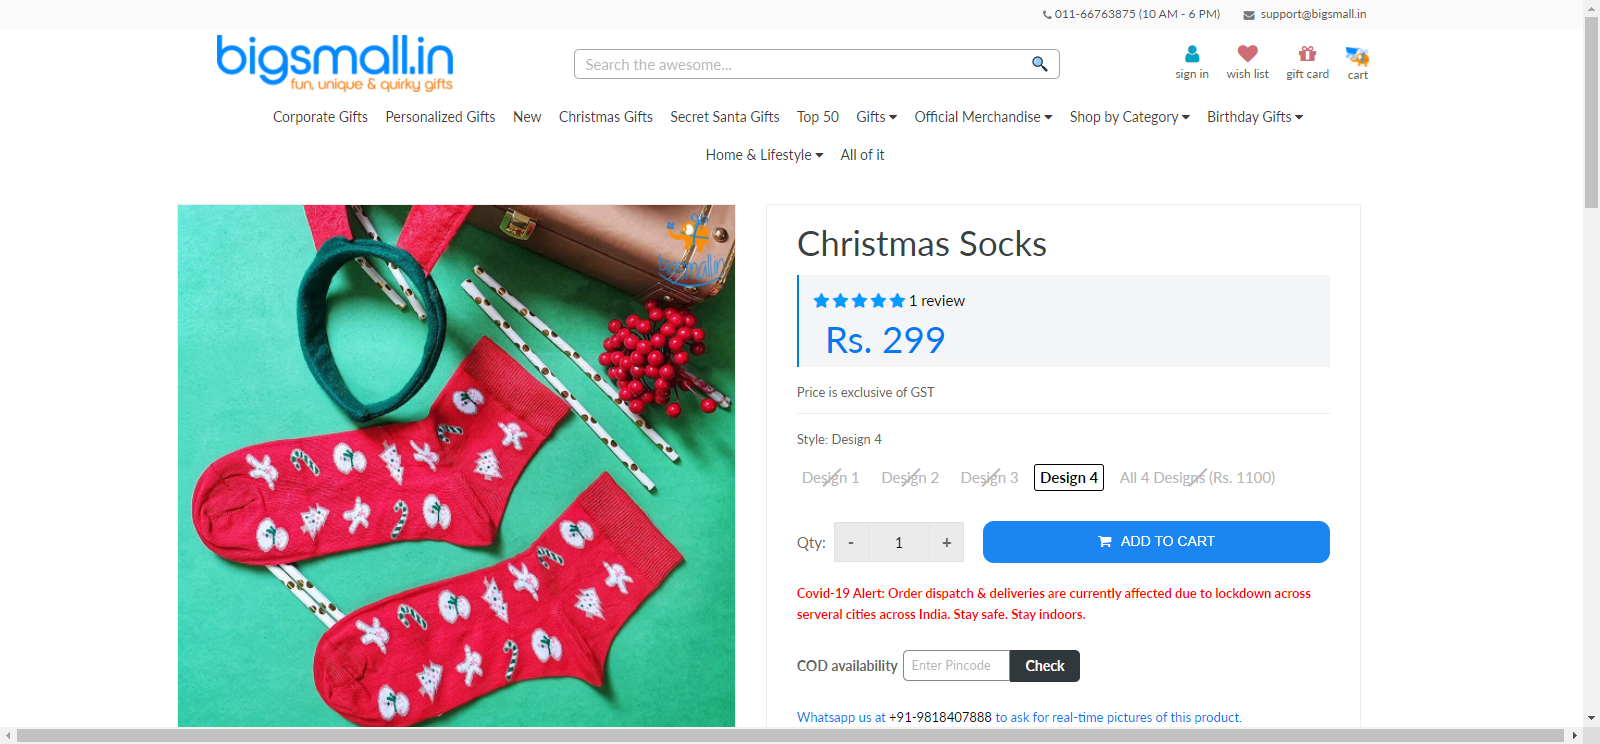 011-66763875 (10 AM - 6 PM) support@bigsmall.in
bigsmall.in
fun, unique & quirky gifts
Search the awesome...
sign in wish list gift card cart
Corporate Gifts Personalized Gifts New Christmas Gifts Secret Santa Gifts Top 50 Gifts Official Merchandise Shop by Category Birthday Gifts
Home & Lifestyle All of it
bigsmall.in
Christmas Socks
1 review
Rs. 299
Price is exclusive of GST
Style: Design 4
Design 1 Design 2 Design 3 Design 4 All 4 Designs (Rs. 1100)
Qty: - 1 + ADD TO CART
Covid-19 Alert: Order dispatch & deliveries are currently affected due to lockdown across
serveral cities across India. Stay safe. Stay indoors.
COD availability Enter Pincode Check
Whatsapp us at +91-9818407888 to ask for real-time pictures of this product.